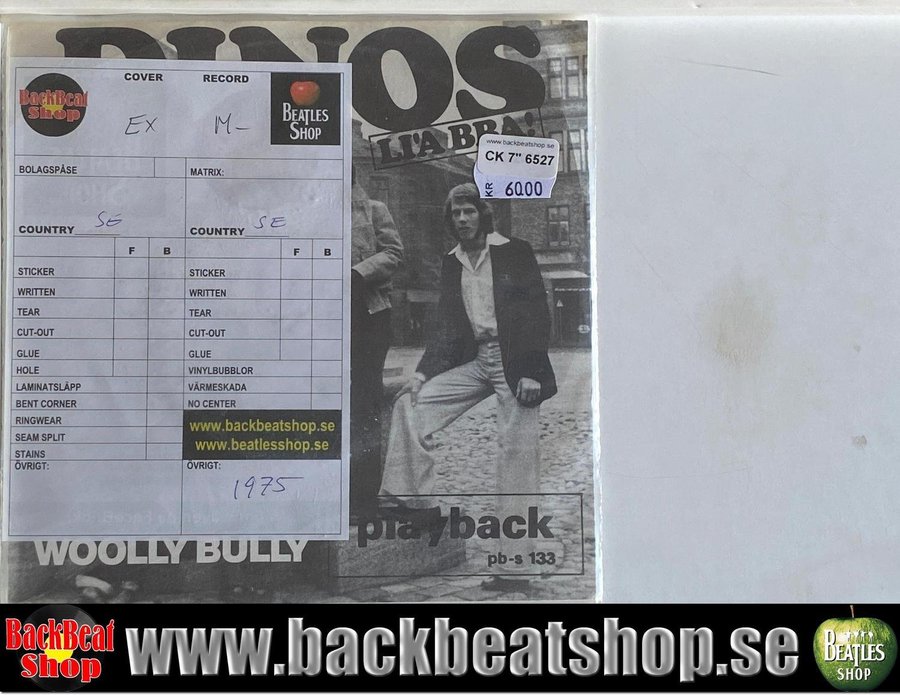 DINOS
LI'A BRA!
www.backbeatshop.se
CK 7" 6527
KR 6000
BackBeat
Shop
COVER
RECORD
BEATLES
SHOP
EX
M-
BOLAGSPÅSE
MATRIX:
COUNTRY SE
COUNTRY SE
F B F B
STICKER STICKER
WRITTEN WRITTEN
TEAR TEAR
CUT-OUT CUT-OUT
GLUE GLUE
HOLE VINYLBUBBLOR
LAMINATSLÄPP VÄRMESKADA
BENT CORNER NO CENTER
RINGWEAR
SEAM SPLIT
STAINS
www.backbeatshop.se
www.beatlesshop.se
ÖVRIGT: ÖVRIGT:
1975
playback
pb-s 133
WOOLLY BULLY
BackBeat
Shop
www.backbeatshop.se
BEATLES
SHOP